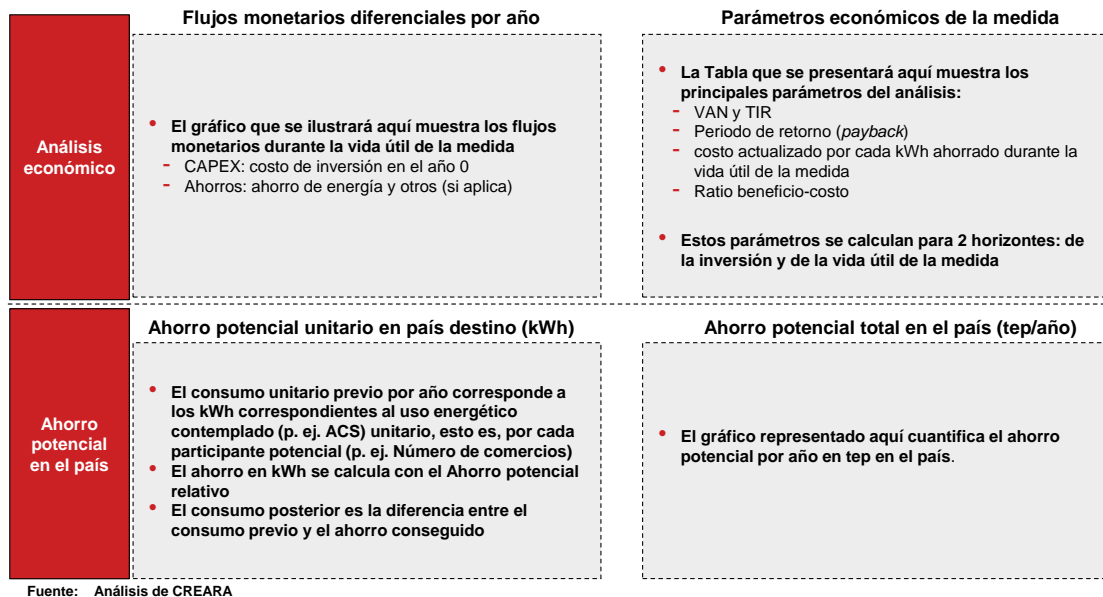 Flujos monetarios diferenciales por año
Parámetros económicos de la medida
Análisis
económico
• El gráfico que se ilustrará aquí muestra los flujos
monetarios durante la vida útil de la medida
- CAPEX: costo de inversión en el año 0
- Ahorros: ahorro de energía y otros (si aplica)
• La Tabla que se presentará aquí muestra los
principales parámetros del análisis:
- VAN y TIR
- Periodo de retorno (payback)
- costo actualizado por cada kWh ahorrado durante la
vida útil de la medida
- Ratio beneficio-costo
• Estos parámetros se calculan para 2 horizontes: de
la inversión y de la vida útil de la medida
Ahorro potencial unitario en país destino (kWh)
Ahorro potencial total en el país (tep/año)
Ahorro
potencial
en el país
• El consumo unitario previo por año corresponde a
los kWh correspondientes al uso energético
contemplado (p. ej. ACS) unitario, esto es, por cada
participante potencial (p. ej. Número de comercios)
• El ahorro en kWh se calcula con el Ahorro potencial
relativo
• El consumo posterior es la diferencia entre el
consumo previo y el ahorro conseguido
• El gráfico representado aquí cuantifica el ahorro
potencial por año en tep en el país.
Fuente: Análisis de CREARA